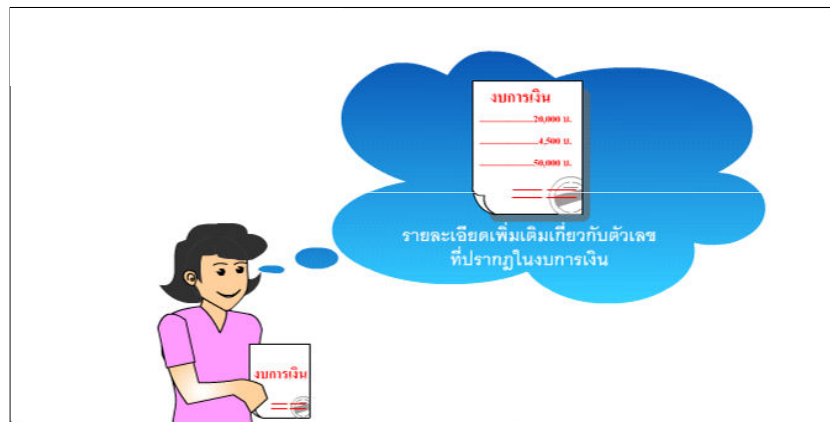 งบการเงิน
20,000 บ.
4,500 บ.
50,000 บ.
รายละเอียดเพิ่มเติมเกี่ยวกับตัวเลข
ที่ปรากฏในงบการเงิน
งบการเงิน